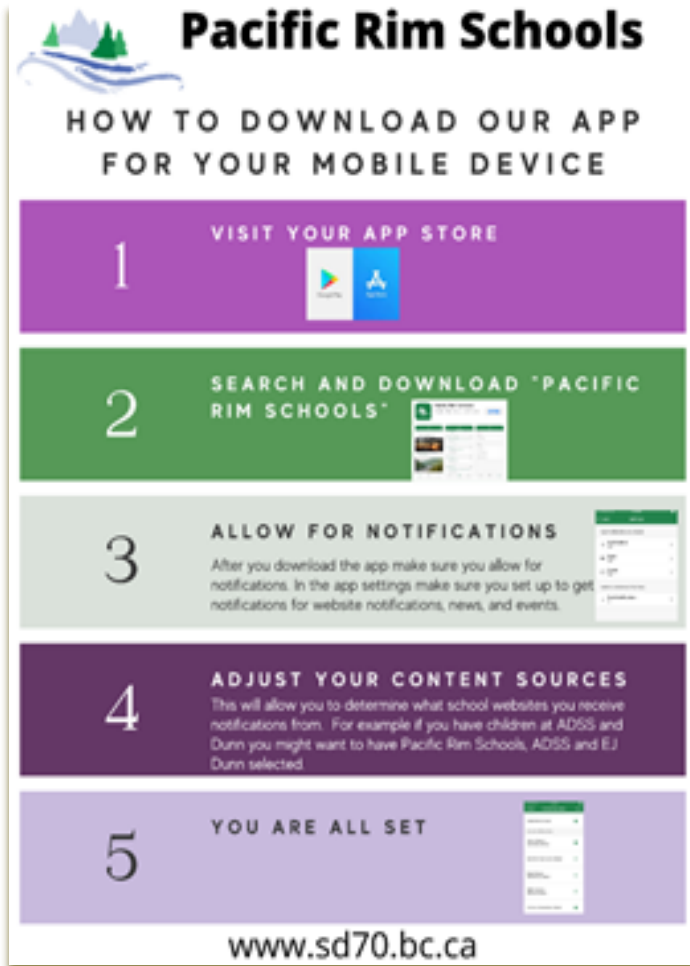 Pacific Rim Schools
HOW TO DOWNLOAD OUR APP
FOR YOUR MOBILE DEVICE
1
VISIT YOUR APP STORE
Google Play
App Store
2
SEARCH AND DOWNLOAD "PACIFIC
RIM SCHOOLS"
3
ALLOW FOR NOTIFICATIONS
After you download the app make sure you allow for
notifications. In the app settings make sure you set up to get
notifications for website notifications, news, and events.
4
ADJUST YOUR CONTENT SOURCES
This will allow you to determine what school websites you receive
notifications from. For example if you have children at ADSS and
Dunn you might want to have Pacific Rim Schools, ADSS and EJ
Dunn selected.
5
YOU ARE ALL SET
www.sd70.bc.ca